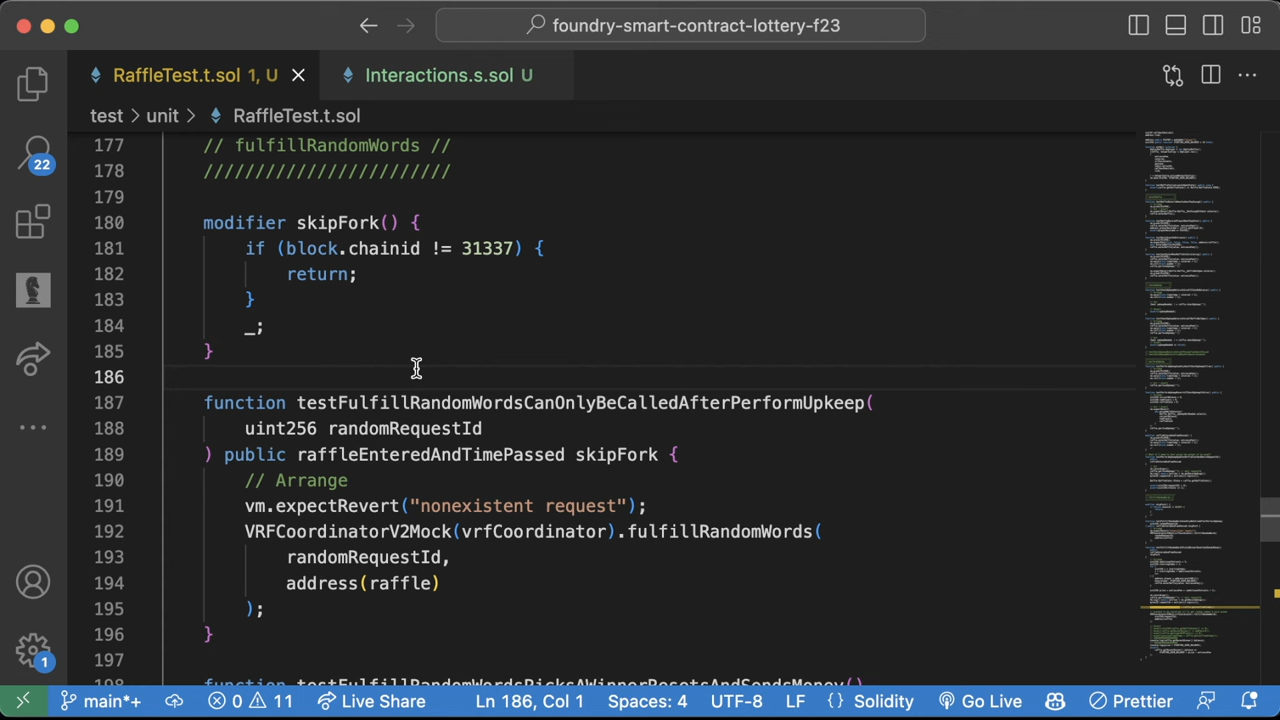 foundry-smart-contract-lottery-f23
RaffleTest.t.sol 1, U
Interactions.s.sol U
test > unit > RaffleTest.t.sol
22
1
177 // fulfillRandomWords //
178 ///////////////////////
179
180 modifier skipFork() {
181 if (block.chainid != 31337) {
182 return;
183 }
184 _;
185 }
186
187 function testFulfillRandomWordsCanOnlyBeCalledAfterPerformUpkeep(
188 uint256 randomRequestId
189 ) public raffleEnteredAndTimePassed skipFork {
190 // Arrange
191 vm.expectRevert("nonexistent request");
192 VRFCoordinatorV2Mock(vrfCoordinator).fulfillRandomWords(
193 randomRequestId,
194 address(raffle)
195 );
196 }
197
198 function testFulfillRandomWordsPicksAWinnerResetsAndSendsMoney()
main*+ 0 11 Live Share Ln 186, Col 1 Spaces: 4 UTF-8 LF {} Solidity Go Live Prettier